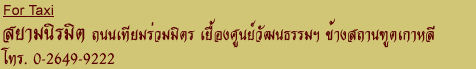 For Taxi
สยามนิรมิต ถนนเทียมร่วมมิตร เยื้องศูนย์วัฒนธรรมฯ ข้างสถานฑูตเกาหลี
โทร. 0-2649-9222